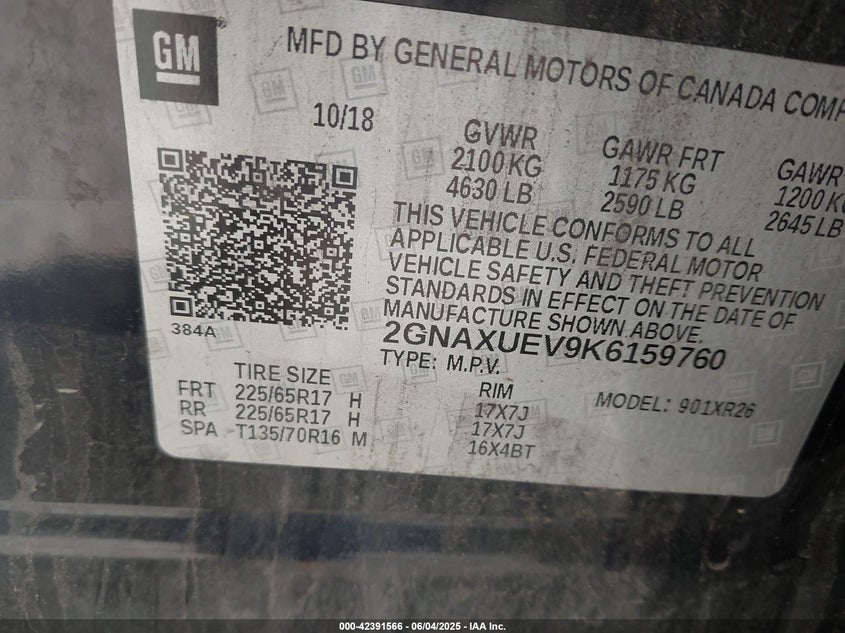 GM
MFD BY GENERAL MOTORS OF CANADA
10/18
GVWR GAWR FRT GAWR
2100 KG 1175 KG 1200
4630 LB 2590 LB 2645 LB
THIS VEHICLE CONFORMS TO ALL
APPLICABLE U.S. FEDERAL MOTOR
VEHICLE SAFETY AND THEFT PREVENTION
STANDARDS IN EFFECT ON THE DATE OF
MANUFACTURE SHOWN ABOVE.
384A
2GNAXUEV9K6159760
TYPE: M.P.V.
TIRE SIZE RIM MODEL: 901XR26
FRT 225/65R17 H 17X7J
RR 225/65R17 H 17X7J
SPA T135/70R16 M 16X4BT
000-42391566 - 06/04/2025 - IAA Inc.